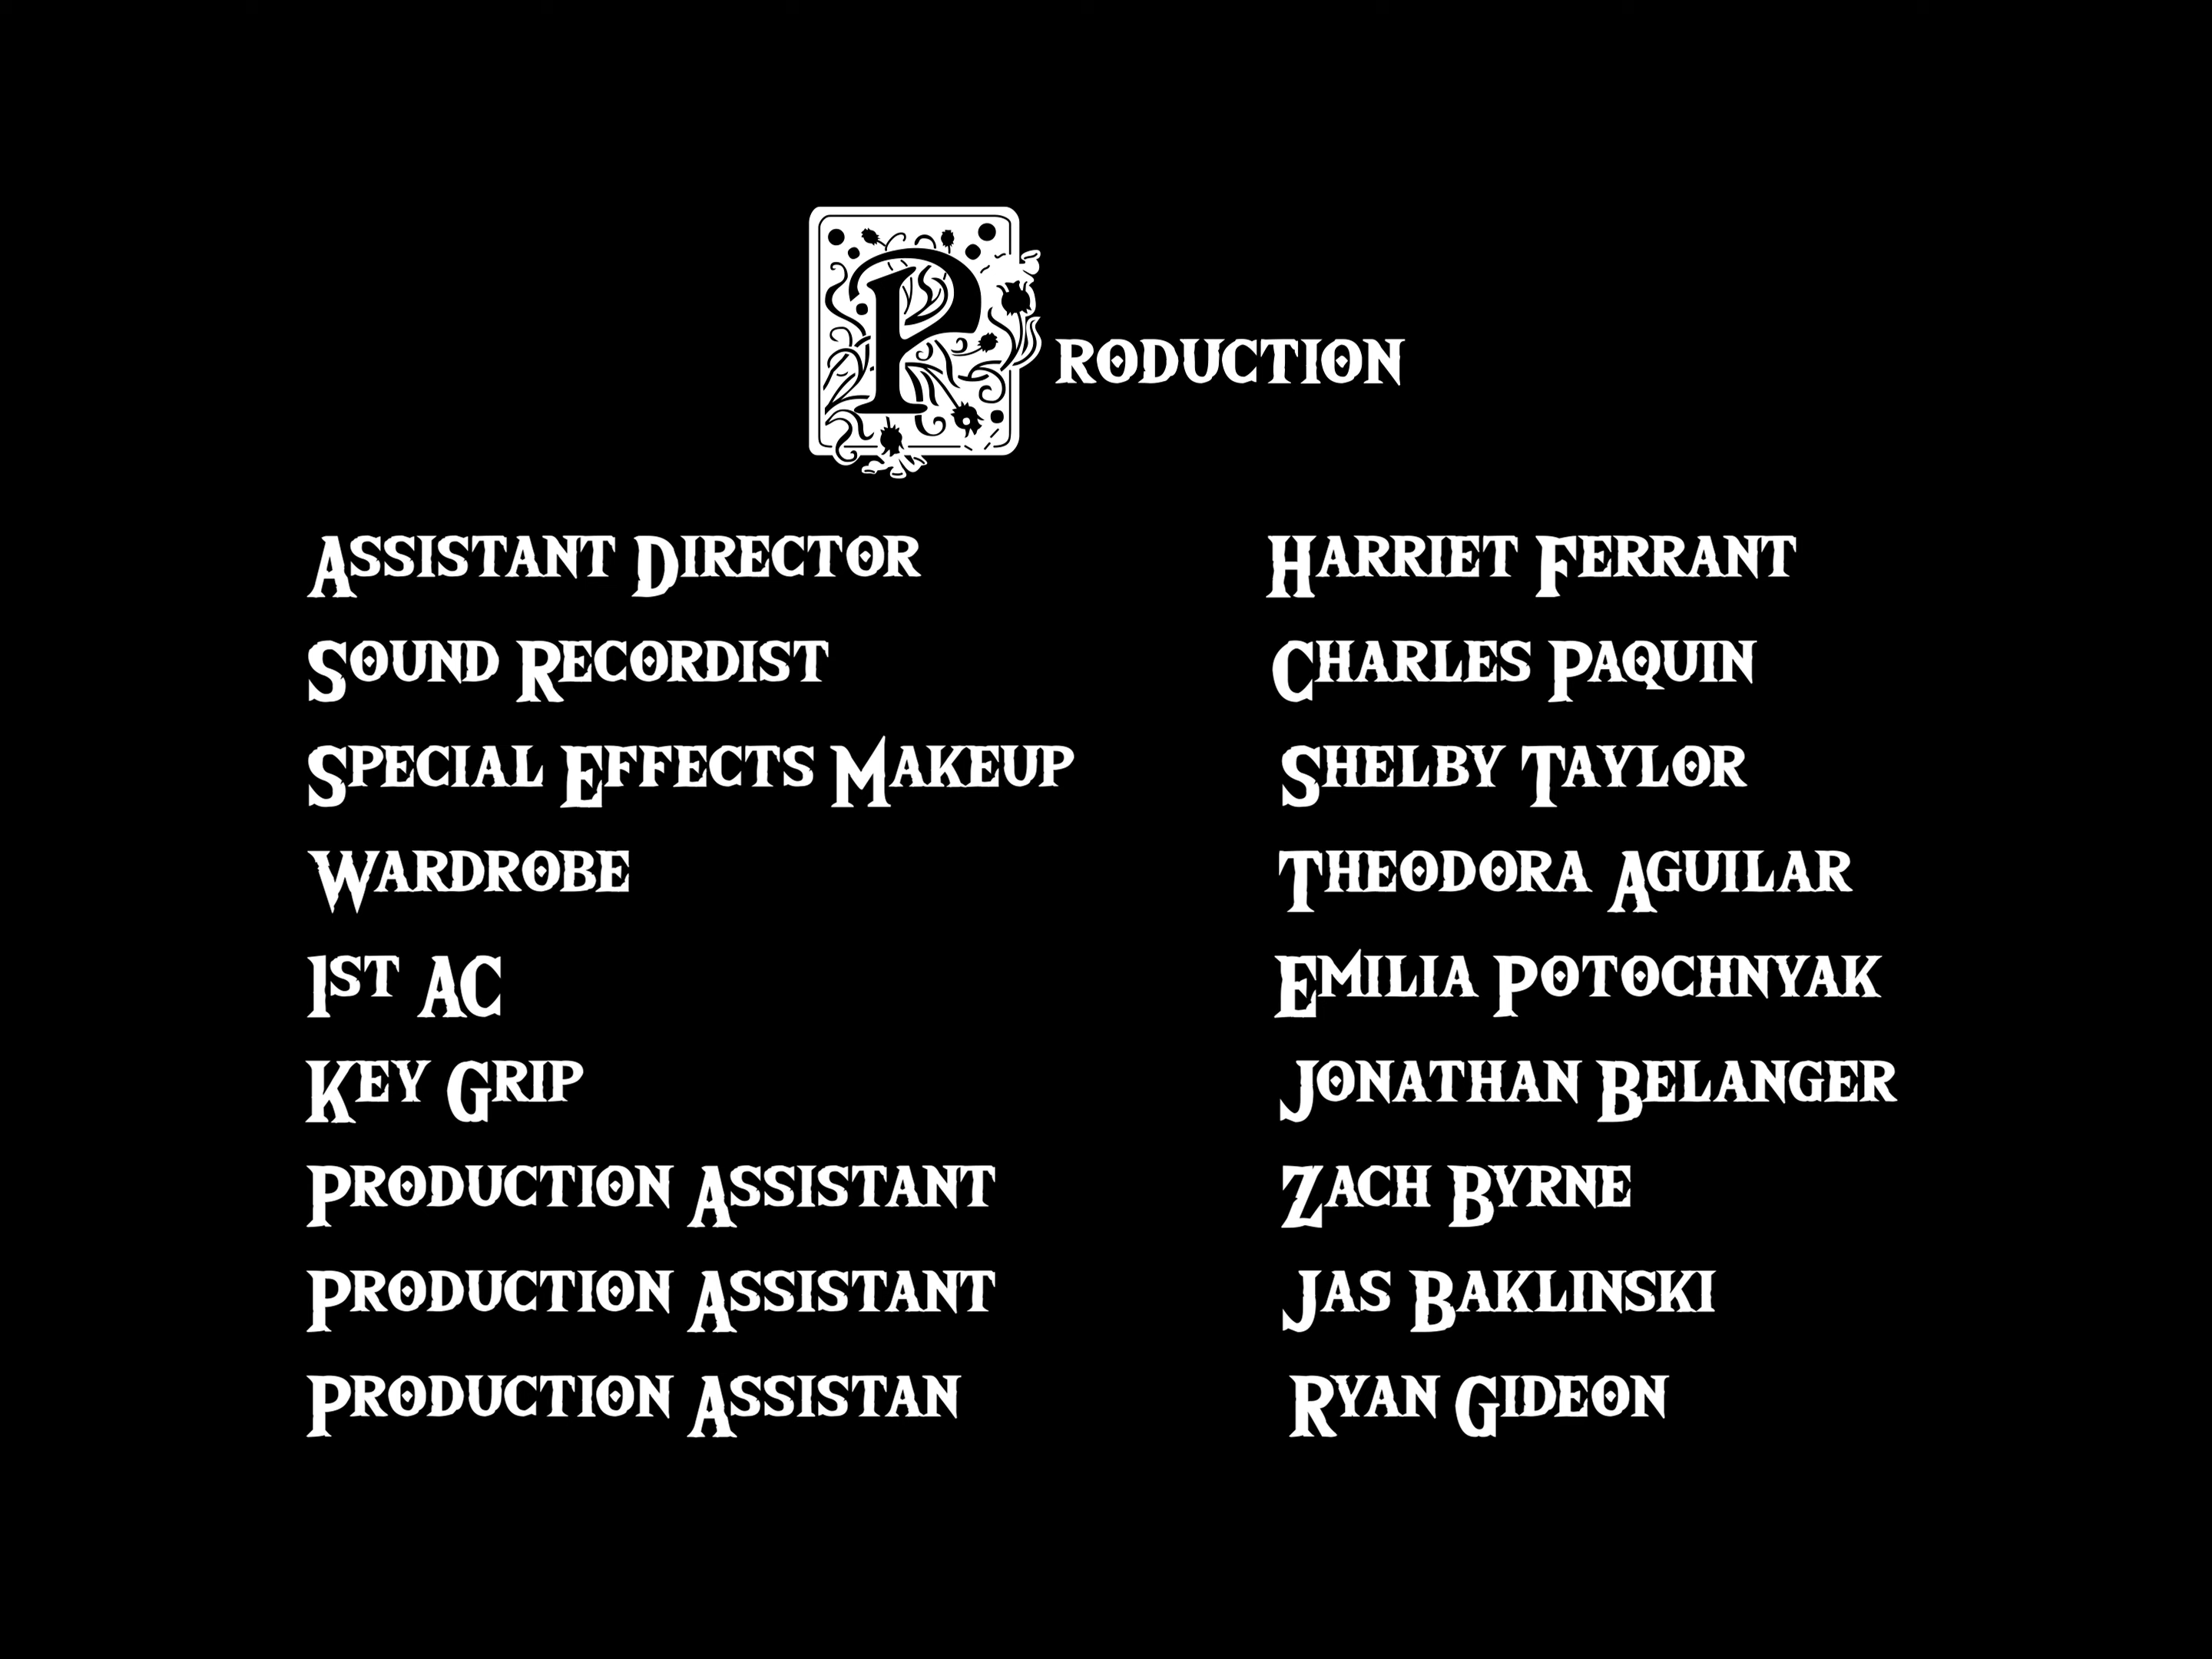 Production
Assistant Director Harriet Ferrant
Sound Recordist Charles Paquin
Special Effects Makeup Shelby Taylor
Wardrobe Theodora Aguilar
1st AC Emilia Potochnyak
Key Grip Jonathan Belanger
Production Assistant Zach Byrne
Production Assistant Jas Baklinski
Production Assistan Ryan Gideon